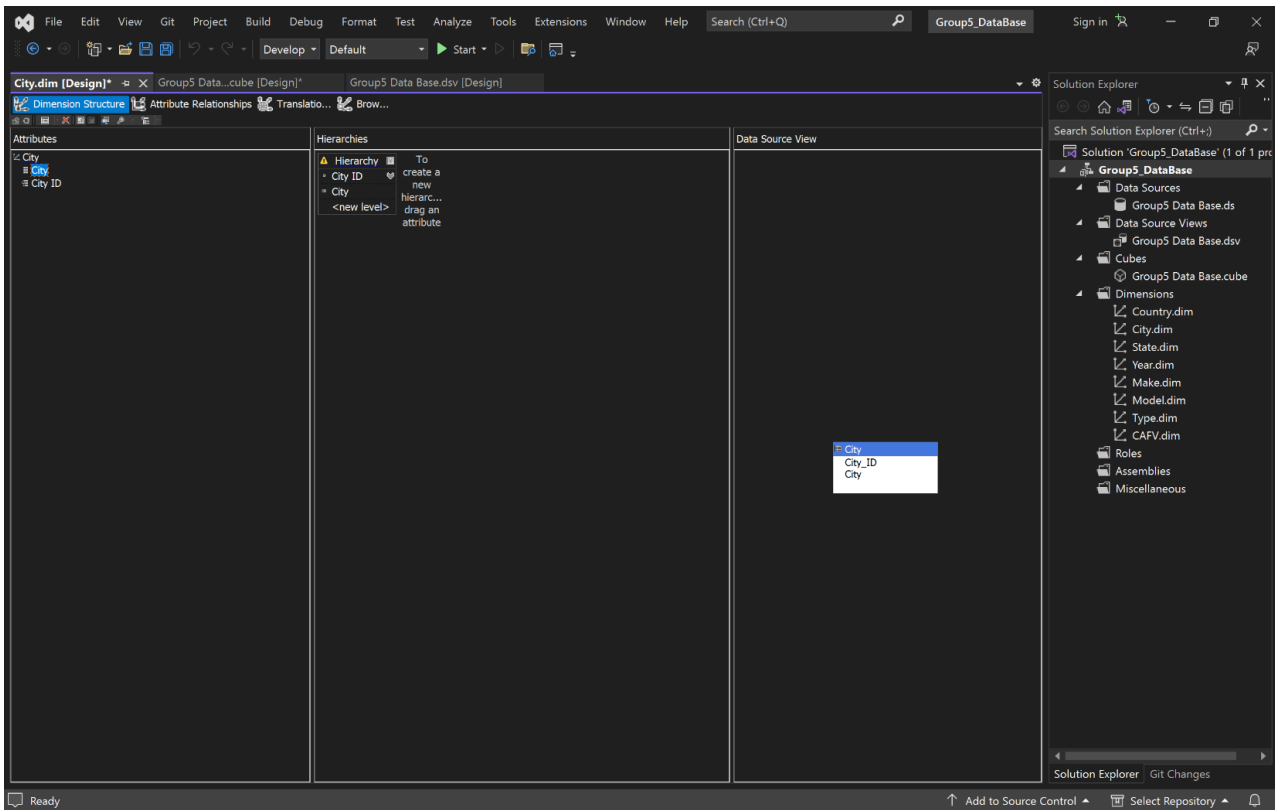 File Edit View Git Project Build Debug Format Test Analyze Tools Extensions Window Help Search (Ctrl+Q) Group5_DataBase Sign in
Develop Default Start
City.dim [Design]* Group5 Data...cube [Design]* Group5 Data Base.dsv [Design]
Dimension Structure Attribute Relationships Translatio... Brow...
Attributes
City
City
City ID
Hierarchies
Hierarchy
City ID
City
<new level>
To
create a
new
hierarc...
drag an
attribute
Data Source View
City
City_ID
City
Solution Explorer
Search Solution Explorer (Ctrl+;)
Solution 'Group5_DataBase' (1 of 1 prc
Group5_DataBase
Data Sources
Group5 Data Base.ds
Data Source Views
Group5 Data Base.dsv
Cubes
Group5 Data Base.cube
Dimensions
Country.dim
City.dim
State.dim
Year.dim
Make.dim
Model.dim
Type.dim
CAFV.dim
Roles
Assemblies
Miscellaneous
Solution Explorer Git Changes
Ready Add to Source Control Select Repository